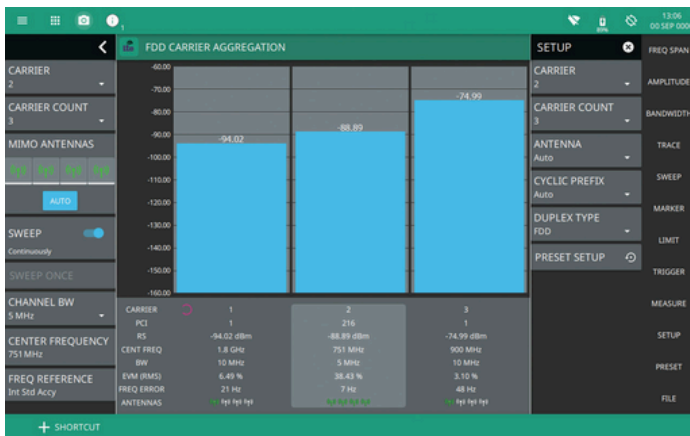 1
89%
13:06
00 SEP 000
FDD CARRIER AGGREGATION
CARRIER
2
CARRIER COUNT
3
MIMO ANTENNAS
AUTO
SWEEP
Continuously
SWEEP ONCE
CHANNEL BW
5 MHz
CENTER FREQUENCY
751 MHz
FREQ REFERENCE
Int Std Accy
SHORTCUT
-60.00
-70.00
-80.00
-90.00
-100.00
-110.00
-120.00
-130.00
-140.00
-150.00
-160.00
-94.02
-88.89
-74.99
CARRIER 1 2 3
PCI 1 216 1
RS -94.02 dBm -88.89 dBm -74.99 dBm
CENT FREQ 1.8 GHz 751 MHz 900 MHz
BW 10 MHz 5 MHz 10 MHz
EVM (RMS) 6.49 % 38.43 % 3.10 %
FREQ ERROR 21 Hz 7 Hz 48 Hz
ANTENNAS
SETUP
CARRIER
2
CARRIER COUNT
3
ANTENNA
Auto
CYCLIC PREFIX
Auto
DUPLEX TYPE
FDD
PRESET SETUP
FREQ SPAN
AMPLITUDE
BANDWIDTH
TRACE
SWEEP
MARKER
LIMIT
TRIGGER
MEASURE
SETUP
PRESET
FILE